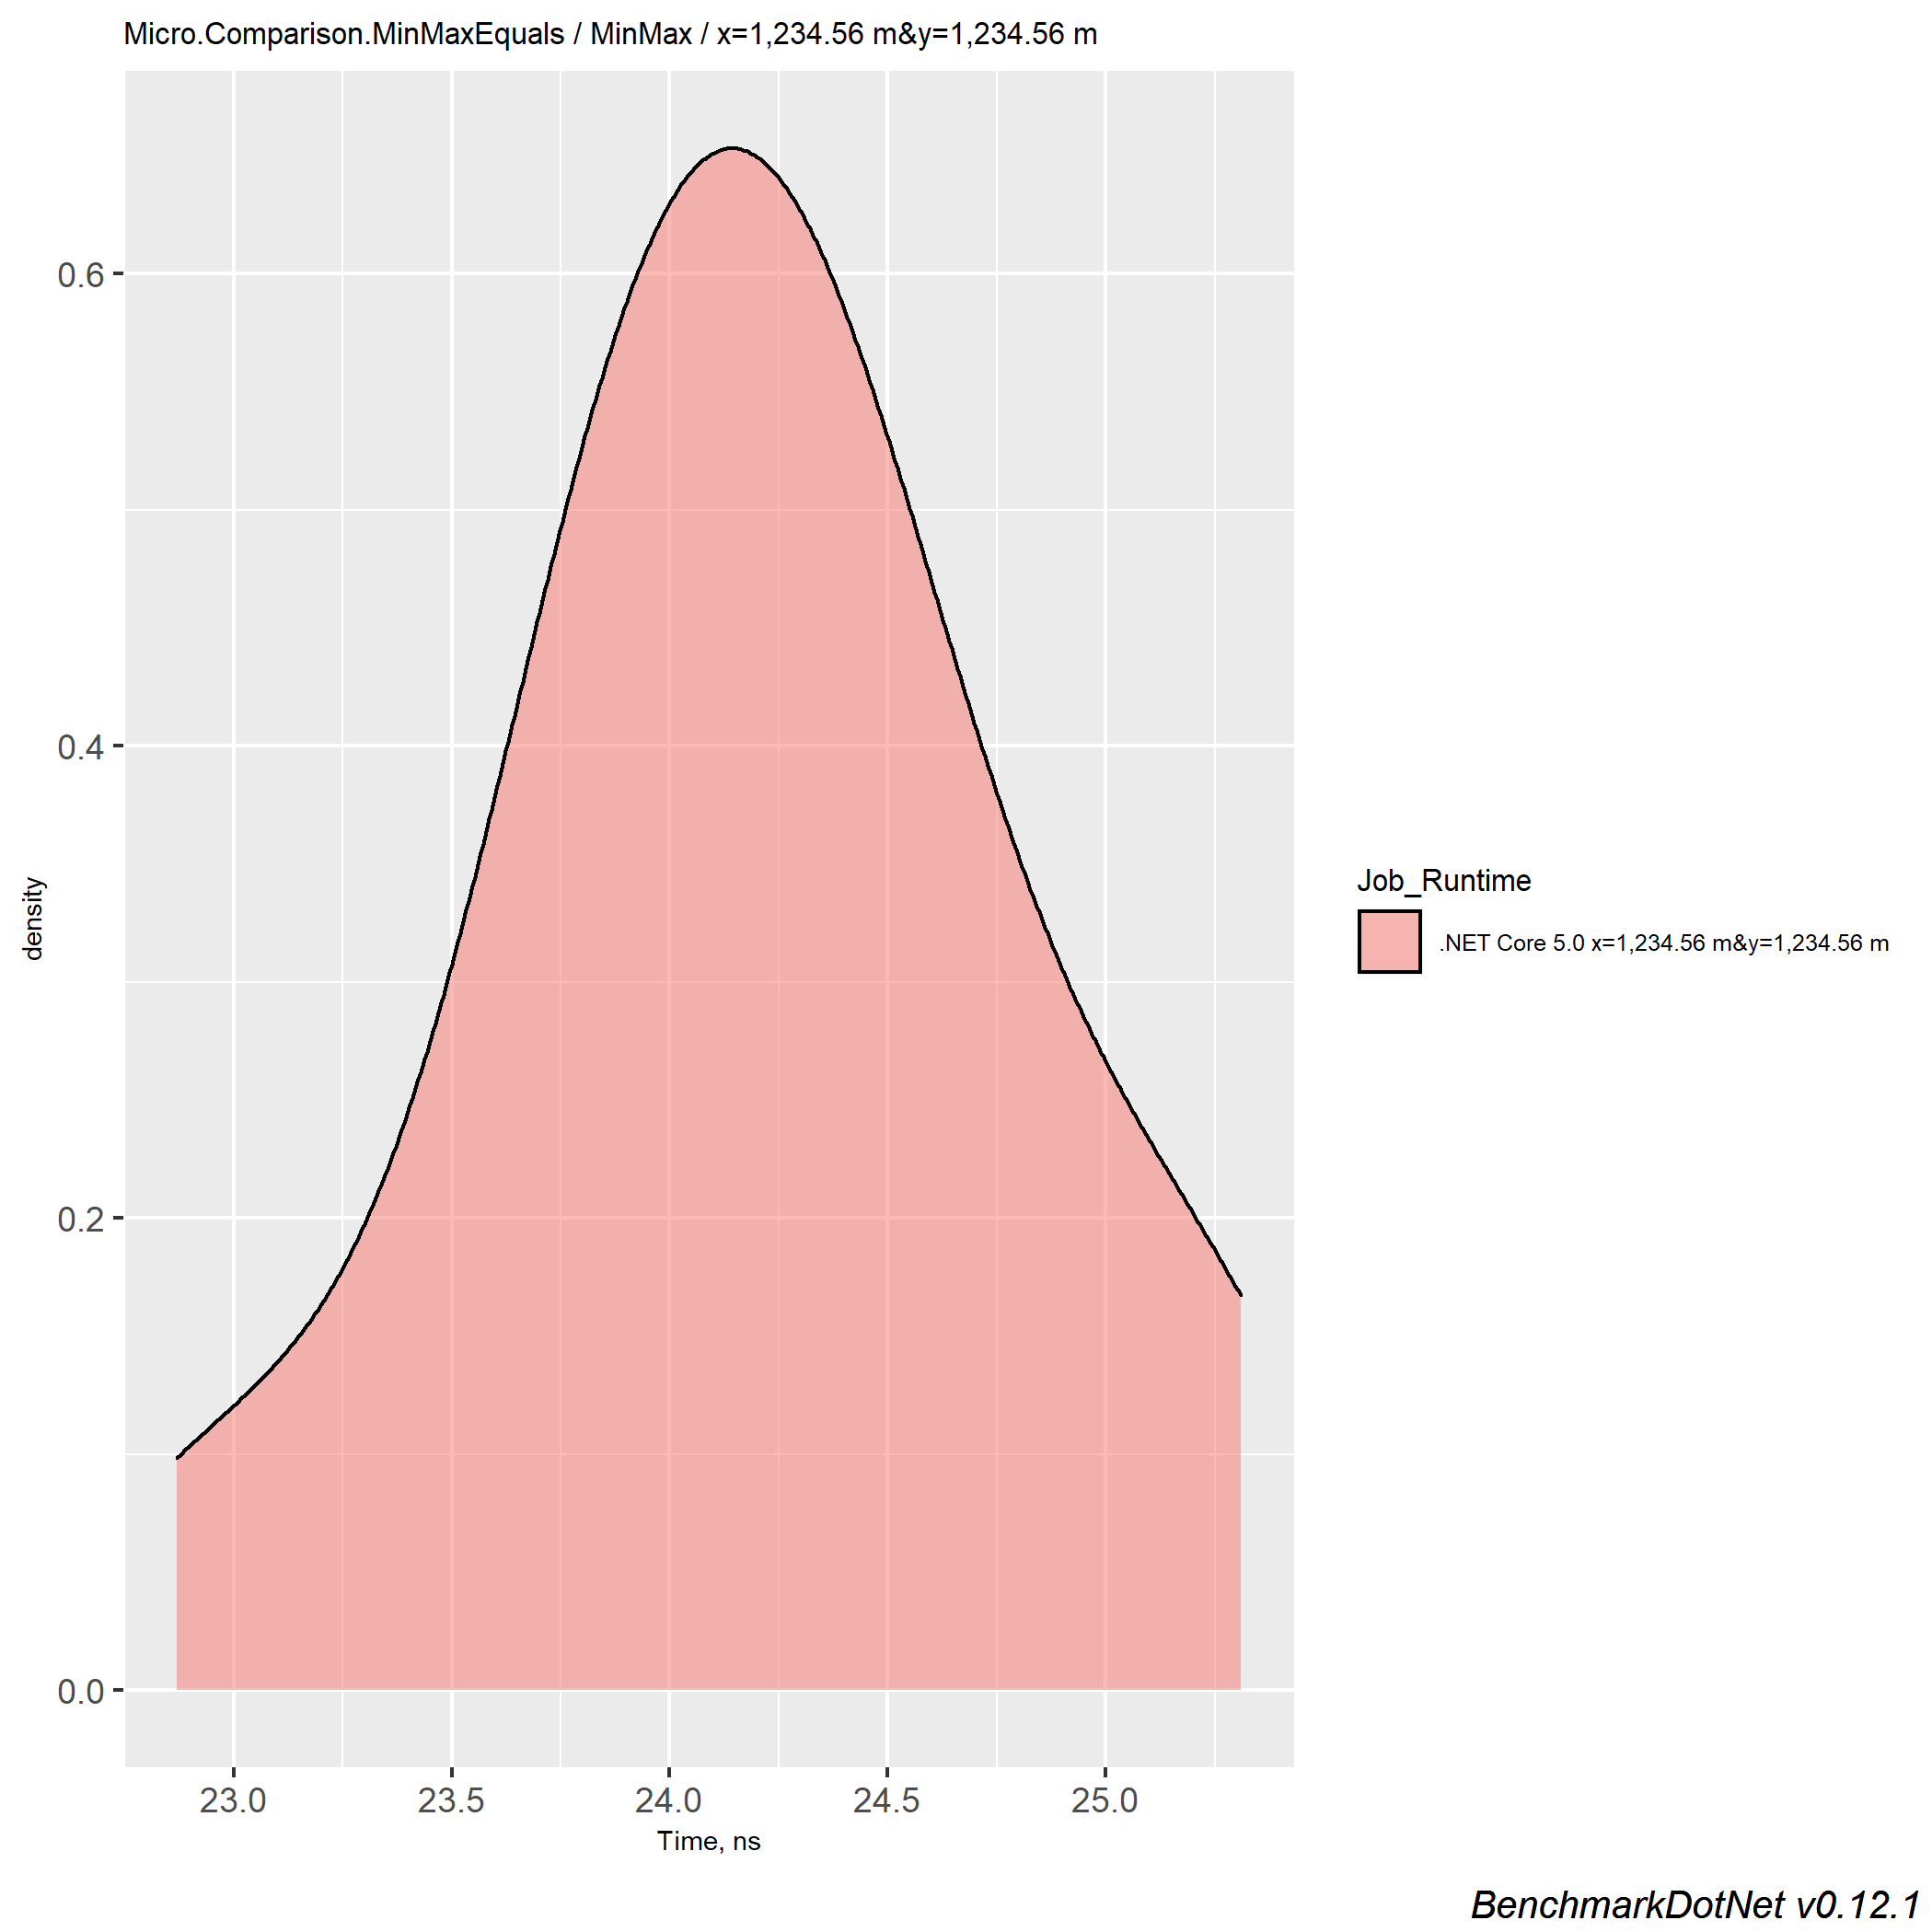 Micro.Comparison.MinMaxEquals / MinMax / x=1,234.56 m&y=1,234.56 m
0.6
0.4
0.2
0.0
density
23.0 23.5 24.0 24.5 25.0
Time, ns
Job_Runtime
.NET Core 5.0 x=1,234.56 m&y=1,234.56 m
BenchmarkDotNet v0.12.1